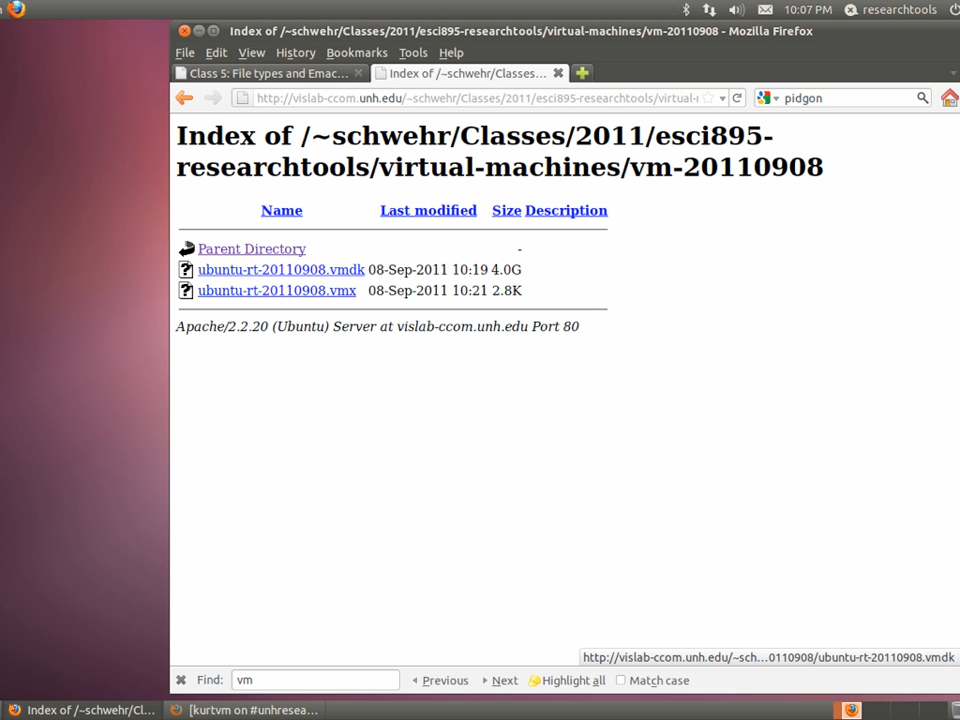 10:07 PM researchtools
Index of /~schwehr/Classes/2011/esci895-researchtools/virtual-machines/vm-20110908 - Mozilla Firefox
File Edit View History Bookmarks Tools Help
Class 5: File types and Emac... Index of /~schwehr/Classes...
http://vislab-ccom.unh.edu/~schwehr/Classes/2011/esci895-researchtools/virtual- pidgon
Index of /~schwehr/Classes/2011/esci895-
researchtools/virtual-machines/vm-20110908
Name Last modified Size Description
Parent Directory -
ubuntu-rt-20110908.vmdk 08-Sep-2011 10:19 4.0G
ubuntu-rt-20110908.vmx 08-Sep-2011 10:21 2.8K
Apache/2.2.20 (Ubuntu) Server at vislab-ccom.unh.edu Port 80
http://vislab-ccom.unh.edu/~sch...0110908/ubuntu-rt-20110908.vmdk
Find: vm Previous Next Highlight all Match case
Index of /~schwehr/Cl... [kurtvm on #unhresea...